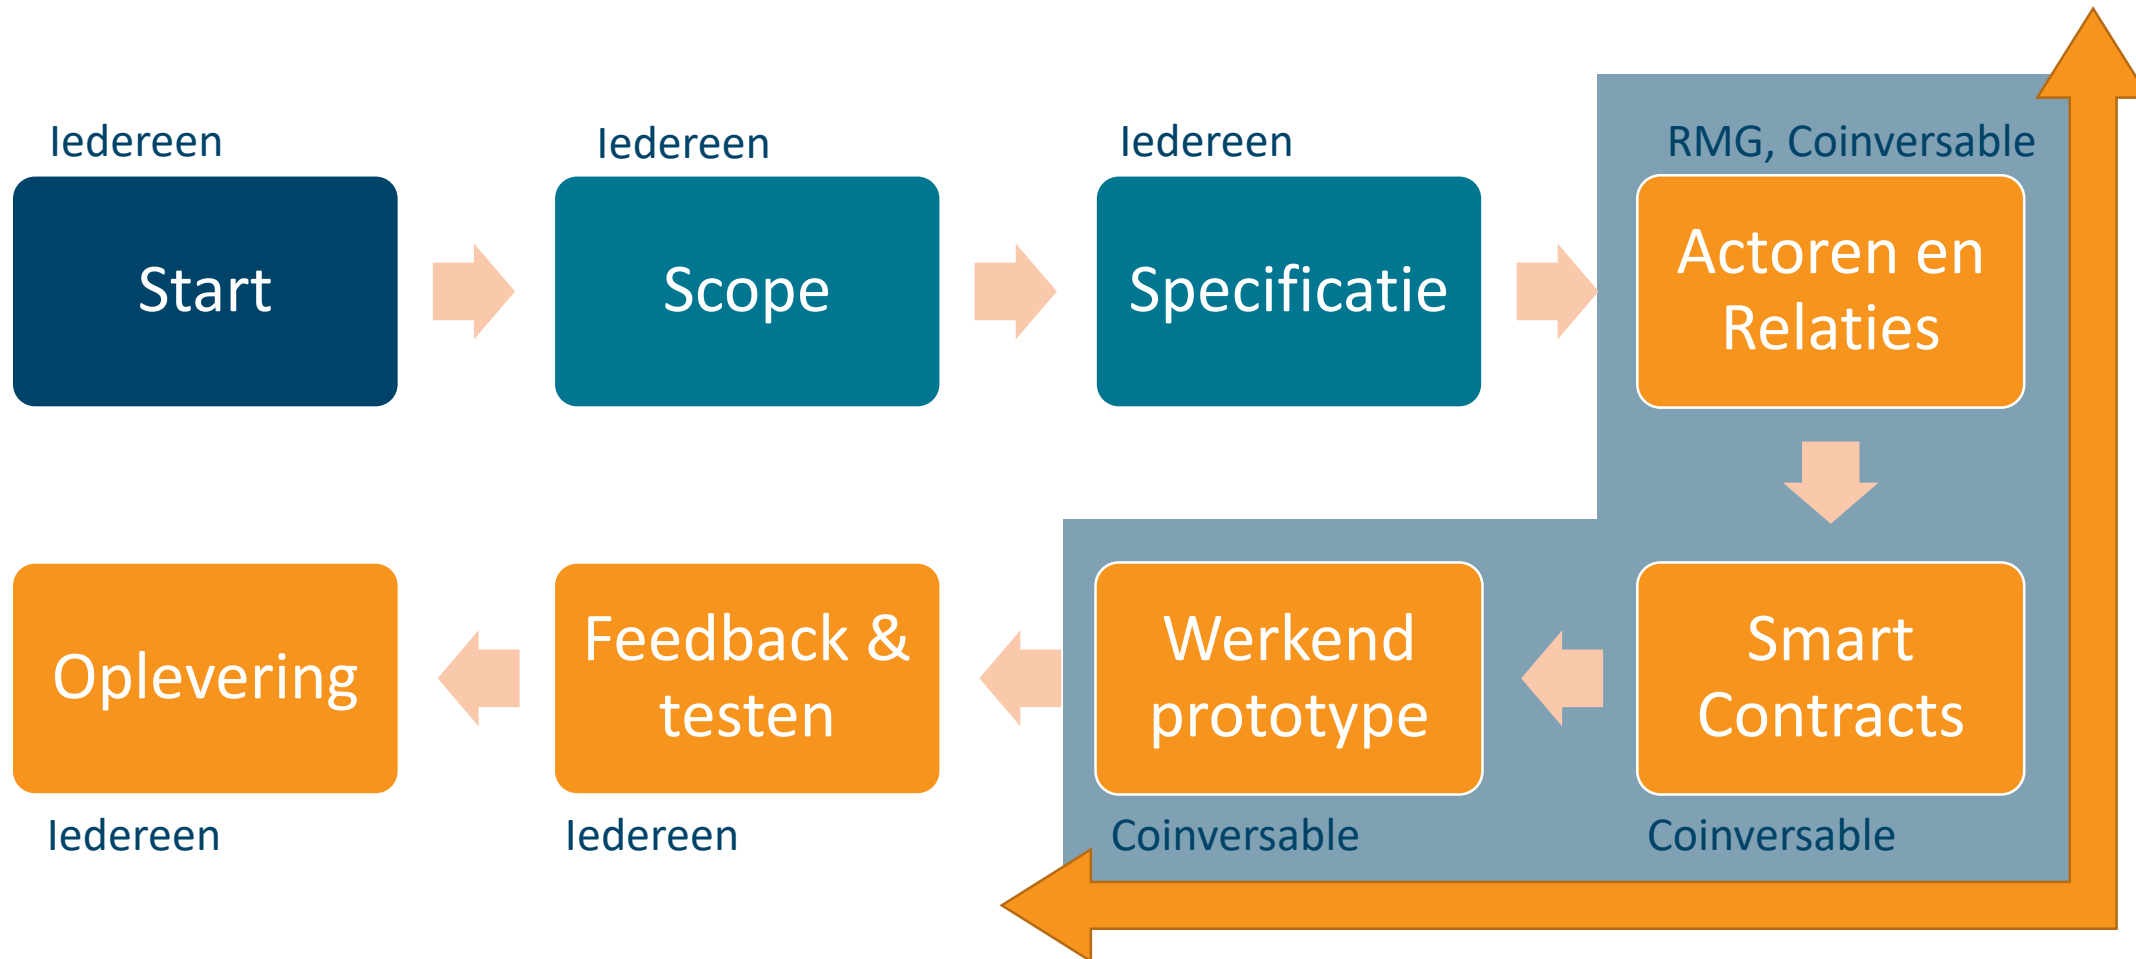 Iedereen
Iedereen
Iedereen
RMG, Coinversable
Start
Scope
Specificatie
Actoren en
Relaties
Oplevering
Feedback &
testen
Werkend
prototype
Smart
Contracts
Iedereen
Iedereen
Coinversable
Coinversable